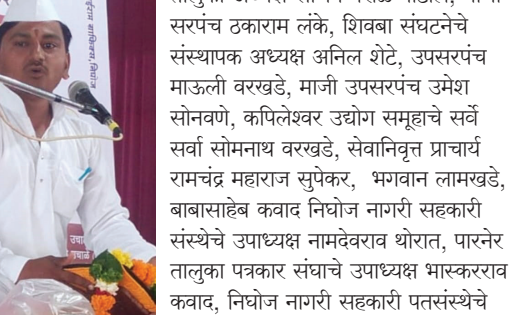 सरपंच ठकाराम लंके, शिवबा संघटनेचे
संस्थापक अध्यक्ष अनिल शेटे, उपसरपंच
माऊली वरखडे, माजी उपसरपंच उमेश
सोनवणे, कपिलेश्वर उद्योग समूहाचे सर्वे
सर्वा सोमनाथ वरखडे, सेवानिवृत्त प्राचार्य
रामचंद्र महाराज सुपेकर, भगवान लामखडे,
बाबासाहेब कवाद निघोज नागरी सहकारी
संस्थेचे उपाध्यक्ष नामदेवराव थोरात, पारनेर
तालुका पत्रकार संघाचे उपाध्यक्ष भास्करराव
कवाद, निघोज नागरी सहकारी पतसंस्थेचे